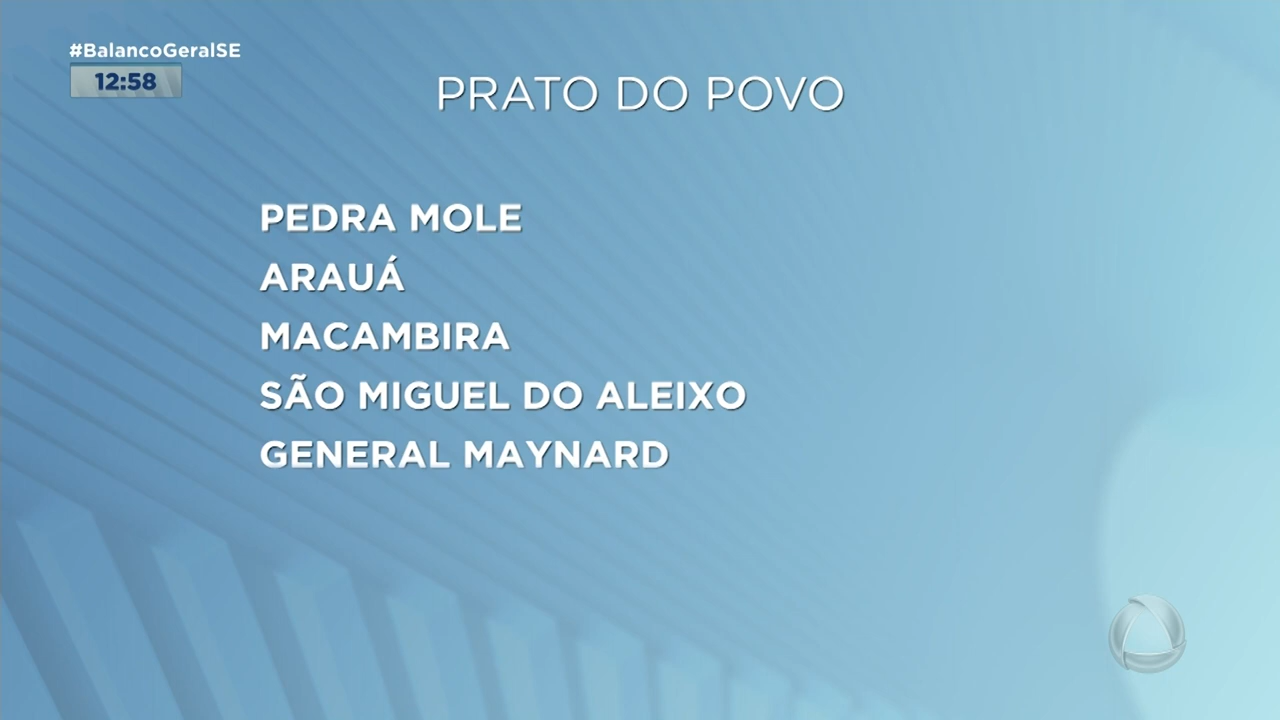 #BalancoGeralSE
12:58
PRATO DO POVO
PEDRA MOLE
ARAUÁ
MACAMBIRA
SÃO MIGUEL DO ALEIXO
GENERAL MAYNARD